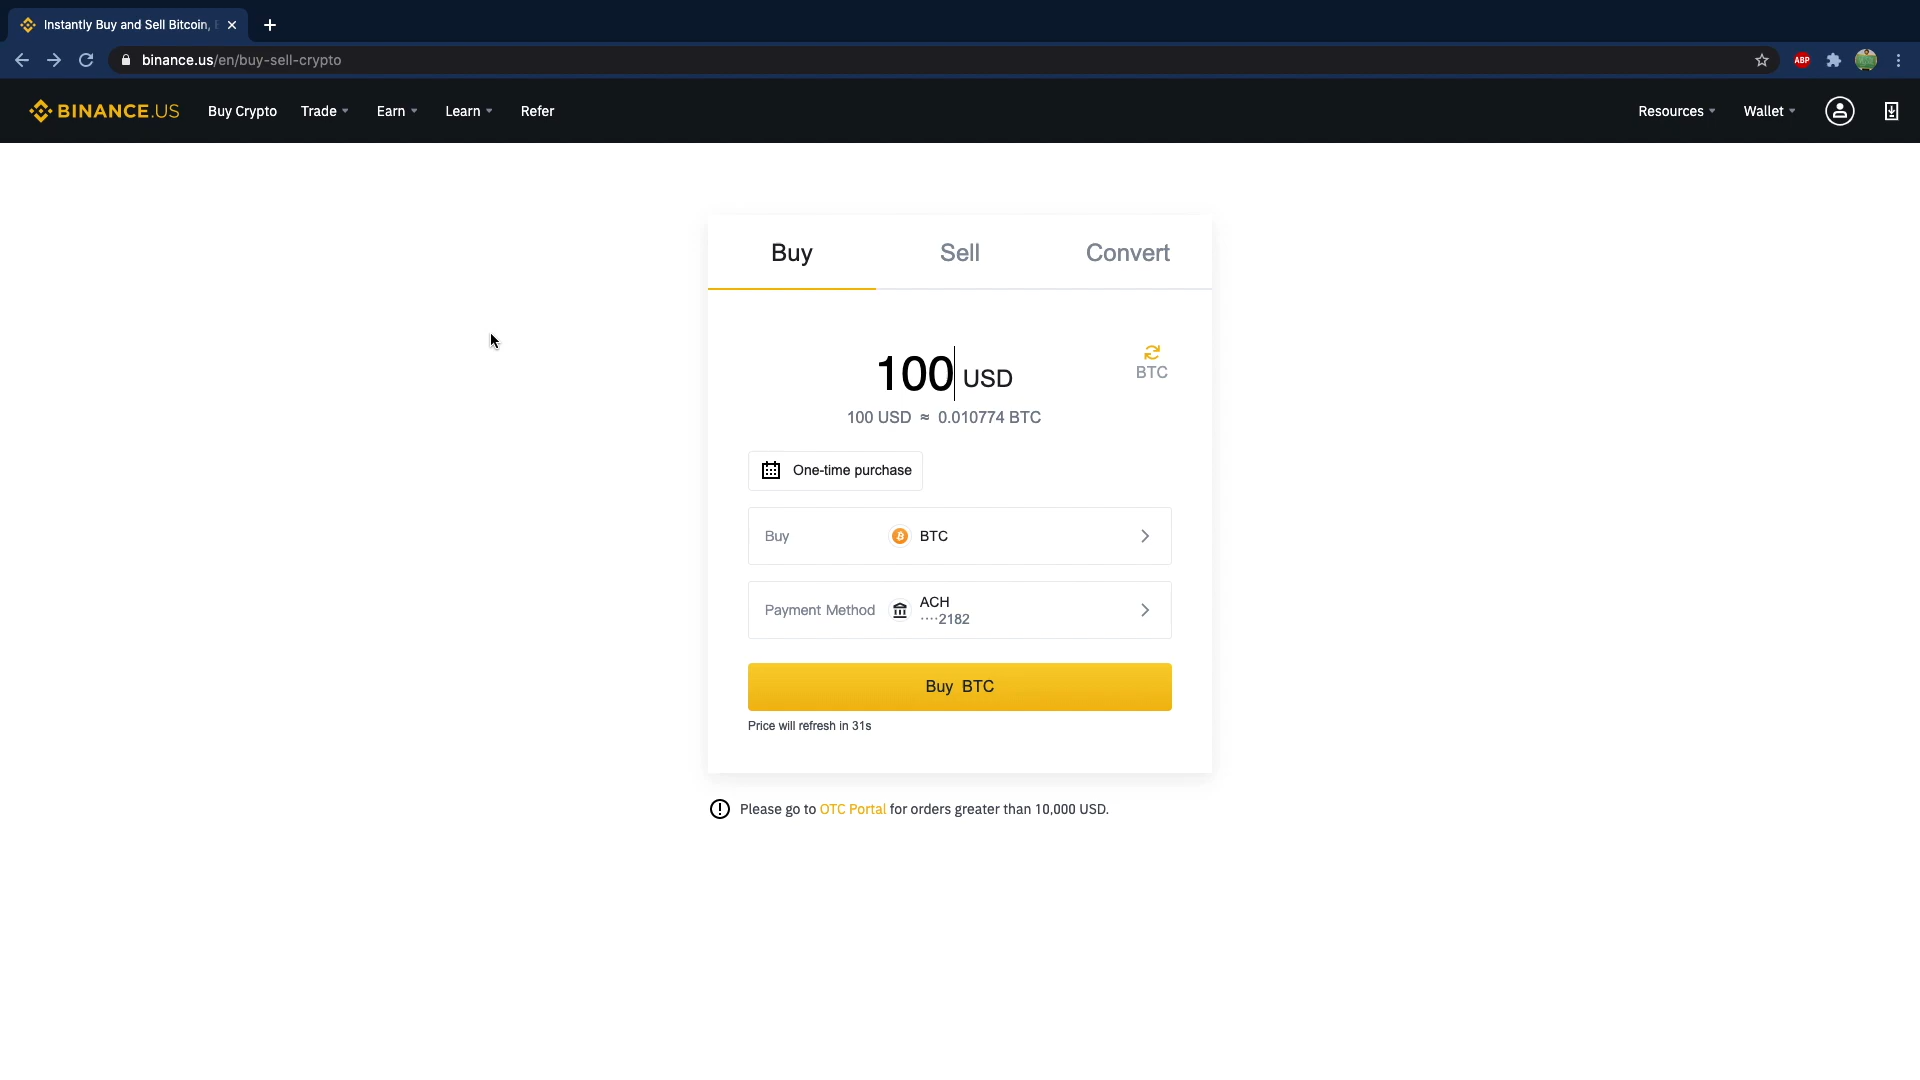 Instantly Buy and Sell Bitcoin,
binance.us/en/buy-sell-crypto
ABP
BINANCE.US
Buy Crypto
Trade
Earn
Learn
Refer
Resources
Wallet
Buy
Sell
Convert
100 USD
BTC
100 USD ≈ 0.010774 BTC
One-time purchase
Buy
BTC
Payment Method
ACH
····2182
Buy BTC
Price will refresh in 31s
Please go to OTC Portal for orders greater than 10,000 USD.